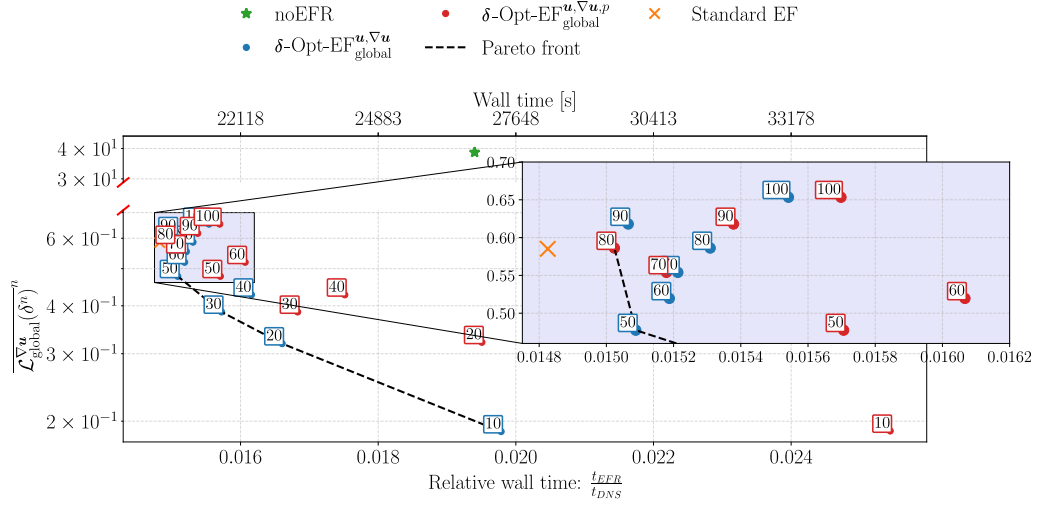 noEFR
δ-Opt-EF^{u,∇u}_{global}
δ-Opt-EF^{u,∇u,p}_{global}
Pareto front
Standard EF
Wall time [s]
22118 24883 27648 30413 33178
4 × 10^1
3 × 10^1
6 × 10^{-1}
4 × 10^{-1}
3 × 10^{-1}
2 × 10^{-1}
\overline{𝓛^{∇u}_{global}(δ^n)}^n
100
90
80
60
50
50
60
40
40
30
30
20
20
10
10
0.70
0.65
0.60
0.55
0.50
100
100
90
90
80
80
70
0
60
60
50
50
0.0148 0.0150 0.0152 0.0154 0.0156 0.0158 0.0160 0.0162
0.016 0.018 0.020 0.022 0.024
Relative wall time: \frac{t_{EFR}}{t_{DNS}}